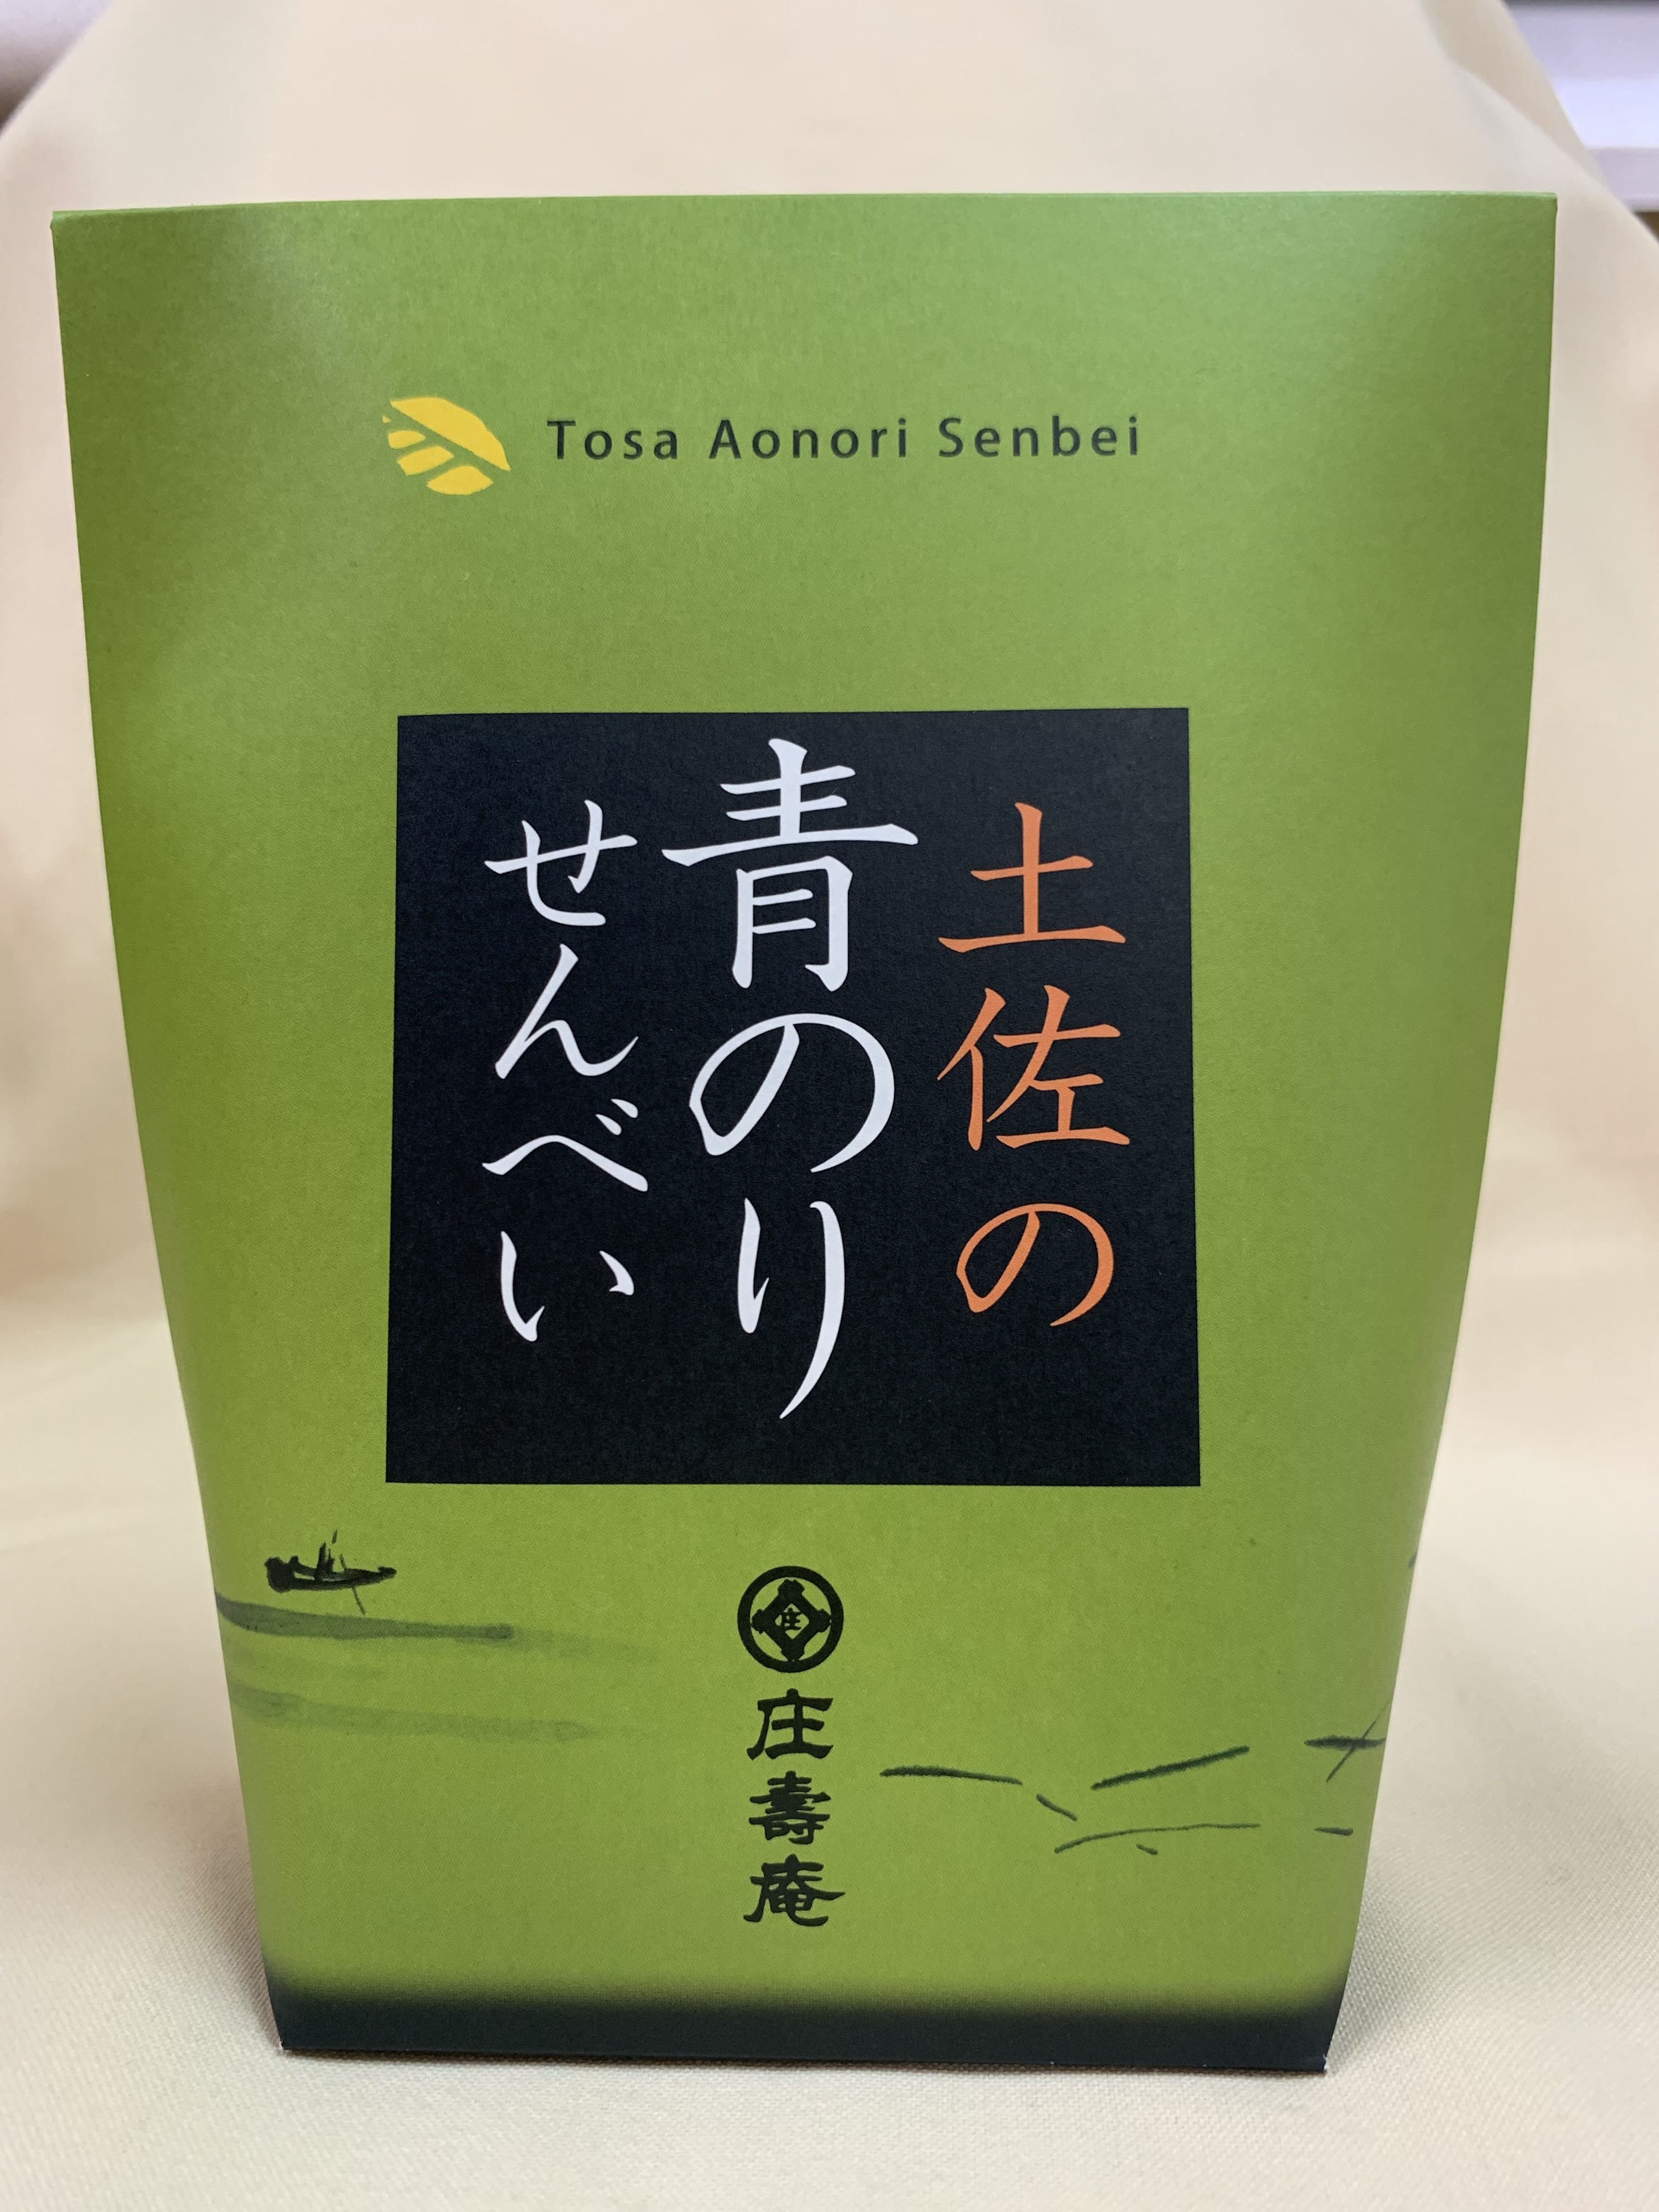 Tosa Aonori Senbei
土佐の
青のり
せんべい
庄
庄壽庵